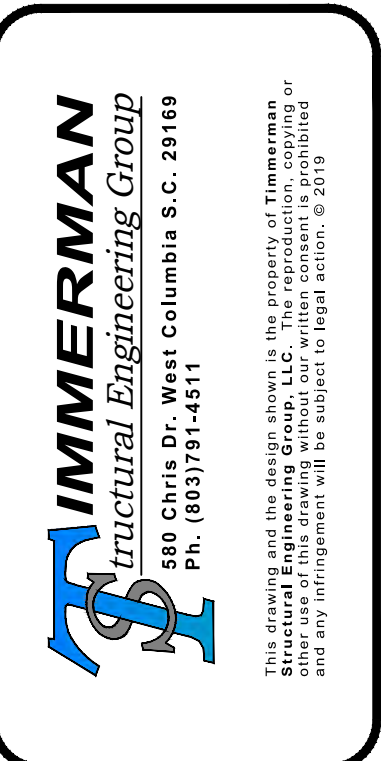 TIMMERMAN
Structural Engineering Group
580 Chris Dr. West Columbia S.C. 29169
Ph. (803)791-4511
This drawing and the design shown is the property of Timmerman
Structural Engineering Group, LLC. The reproduction, copying or
other use of this drawing without our written consent is prohibited
and any infringement will be subject to legal action. © 2019